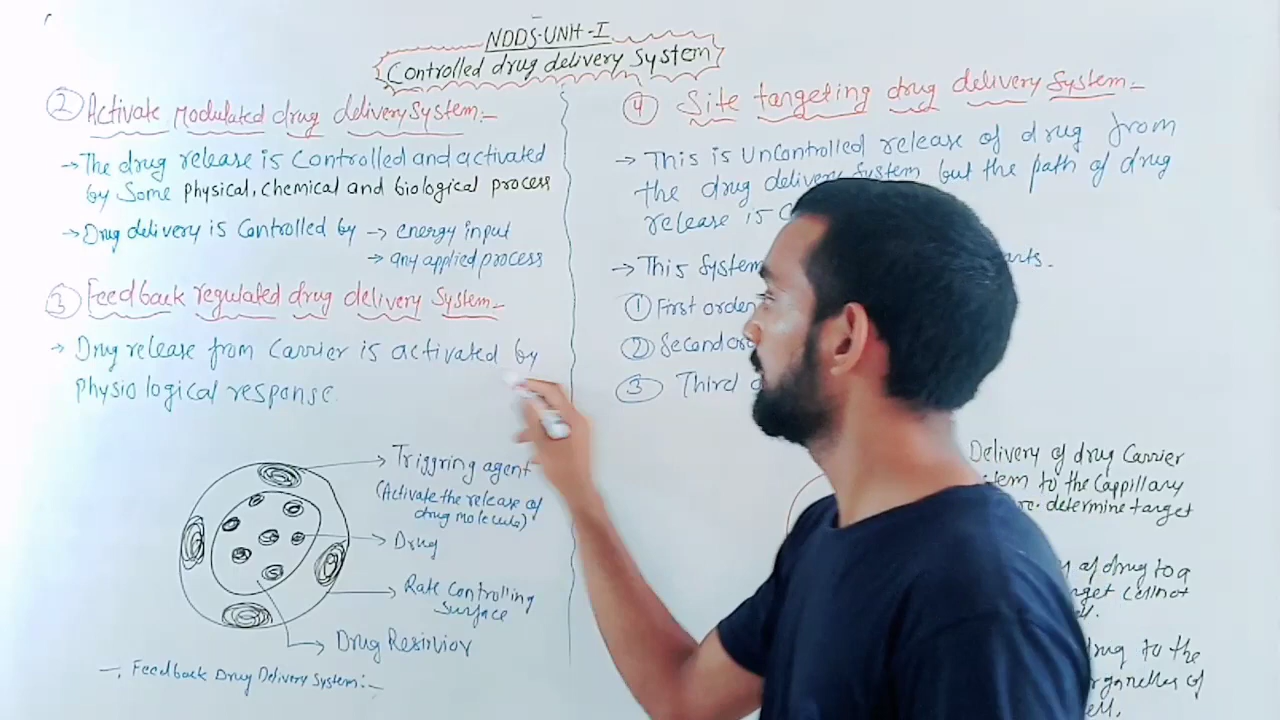 NDDS-UNIT-I
Controlled drug delivery system
② Activate Modulated drug delivery System:-
→ The drug release is Controlled and activated
by Some physical, chemical and biological process
→ Drug delivery is Controlled by → energy input
→ any applied process
③ Feedback regulated drug delivery System-
→ Drug release from Carrier is activated by
physiological response.
→ Triggring agent
(Activate the release of
drug molecule)
→ Drug
→ Rate Controlling
Surface
→ Drug Resirvior
Feedback Drug Delivery System:-
④ Site targeting drug delivery System:-
→ This is Uncontrolled release of drug from
the drug delivery System but the path of drug
release is
→ This System
① First order
② Second
③ Third
Delivery of drug Carrier
to the Cappillary
determine target
of drug to a
cell not
drug to the
of